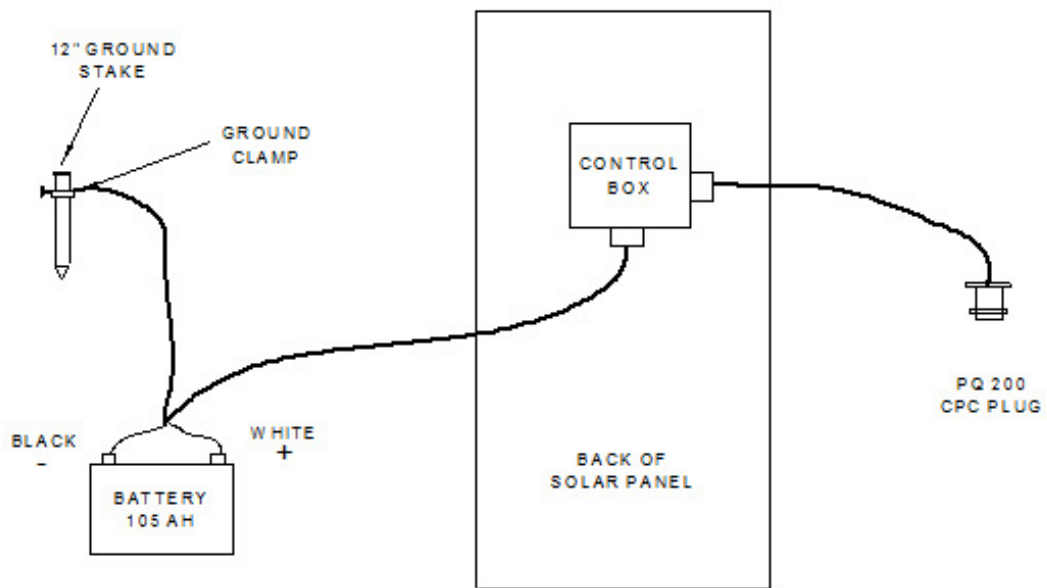 12" GROUND
STAKE
GROUND
CLAMP
CONTROL
BOX
PQ 200
CPC PLUG
BLACK
-
WHITE
+
BATTERY
105 AH
BACK OF
SOLAR PANEL